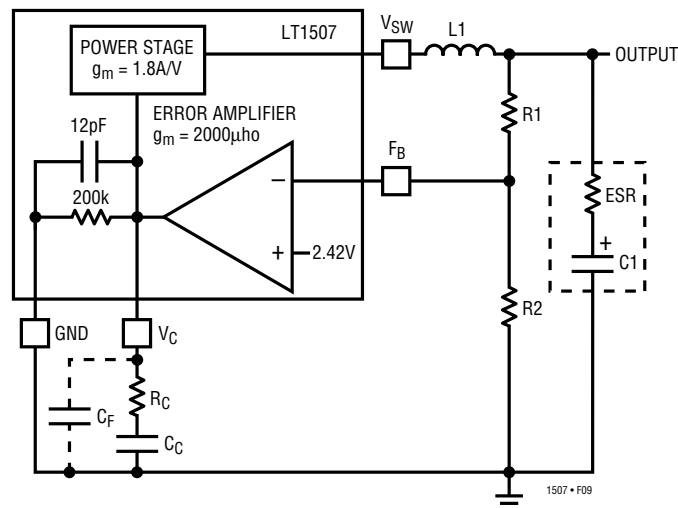 LT1507
POWER STAGE
gm = 1.8A/V
VSW
L1
OUTPUT
ERROR AMPLIFIER
gm = 2000μho
12pF
R1
FB
−
200k
+
2.42V
ESR
+
C1
R2
GND
VC
RC
CF
CC
1507 • F09